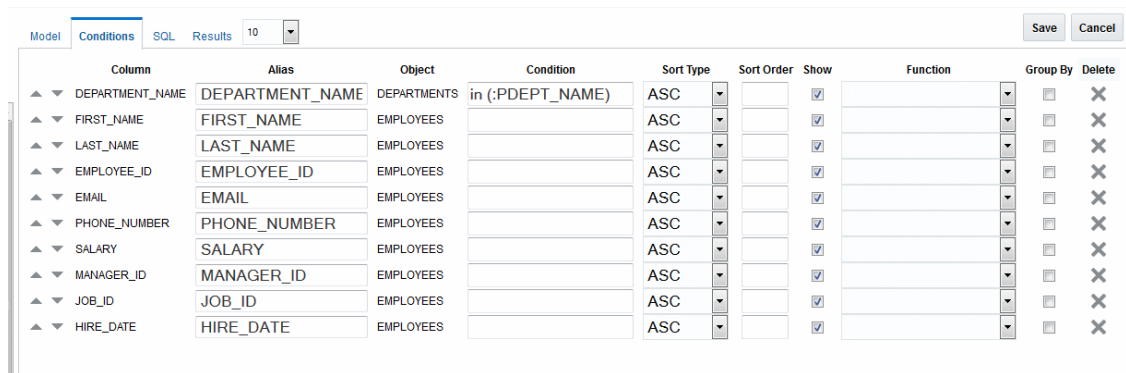 Model Conditions SQL Results 10 Save Cancel
Column Alias Object Condition Sort Type Sort Order Show Function Group By Delete
DEPARTMENT_NAME DEPARTMENT_NAME DEPARTMENTS in (:PDEPT_NAME) ASC
FIRST_NAME FIRST_NAME EMPLOYEES ASC
LAST_NAME LAST_NAME EMPLOYEES ASC
EMPLOYEE_ID EMPLOYEE_ID EMPLOYEES ASC
EMAIL EMAIL EMPLOYEES ASC
PHONE_NUMBER PHONE_NUMBER EMPLOYEES ASC
SALARY SALARY EMPLOYEES ASC
MANAGER_ID MANAGER_ID EMPLOYEES ASC
JOB_ID JOB_ID EMPLOYEES ASC
HIRE_DATE HIRE_DATE EMPLOYEES ASC